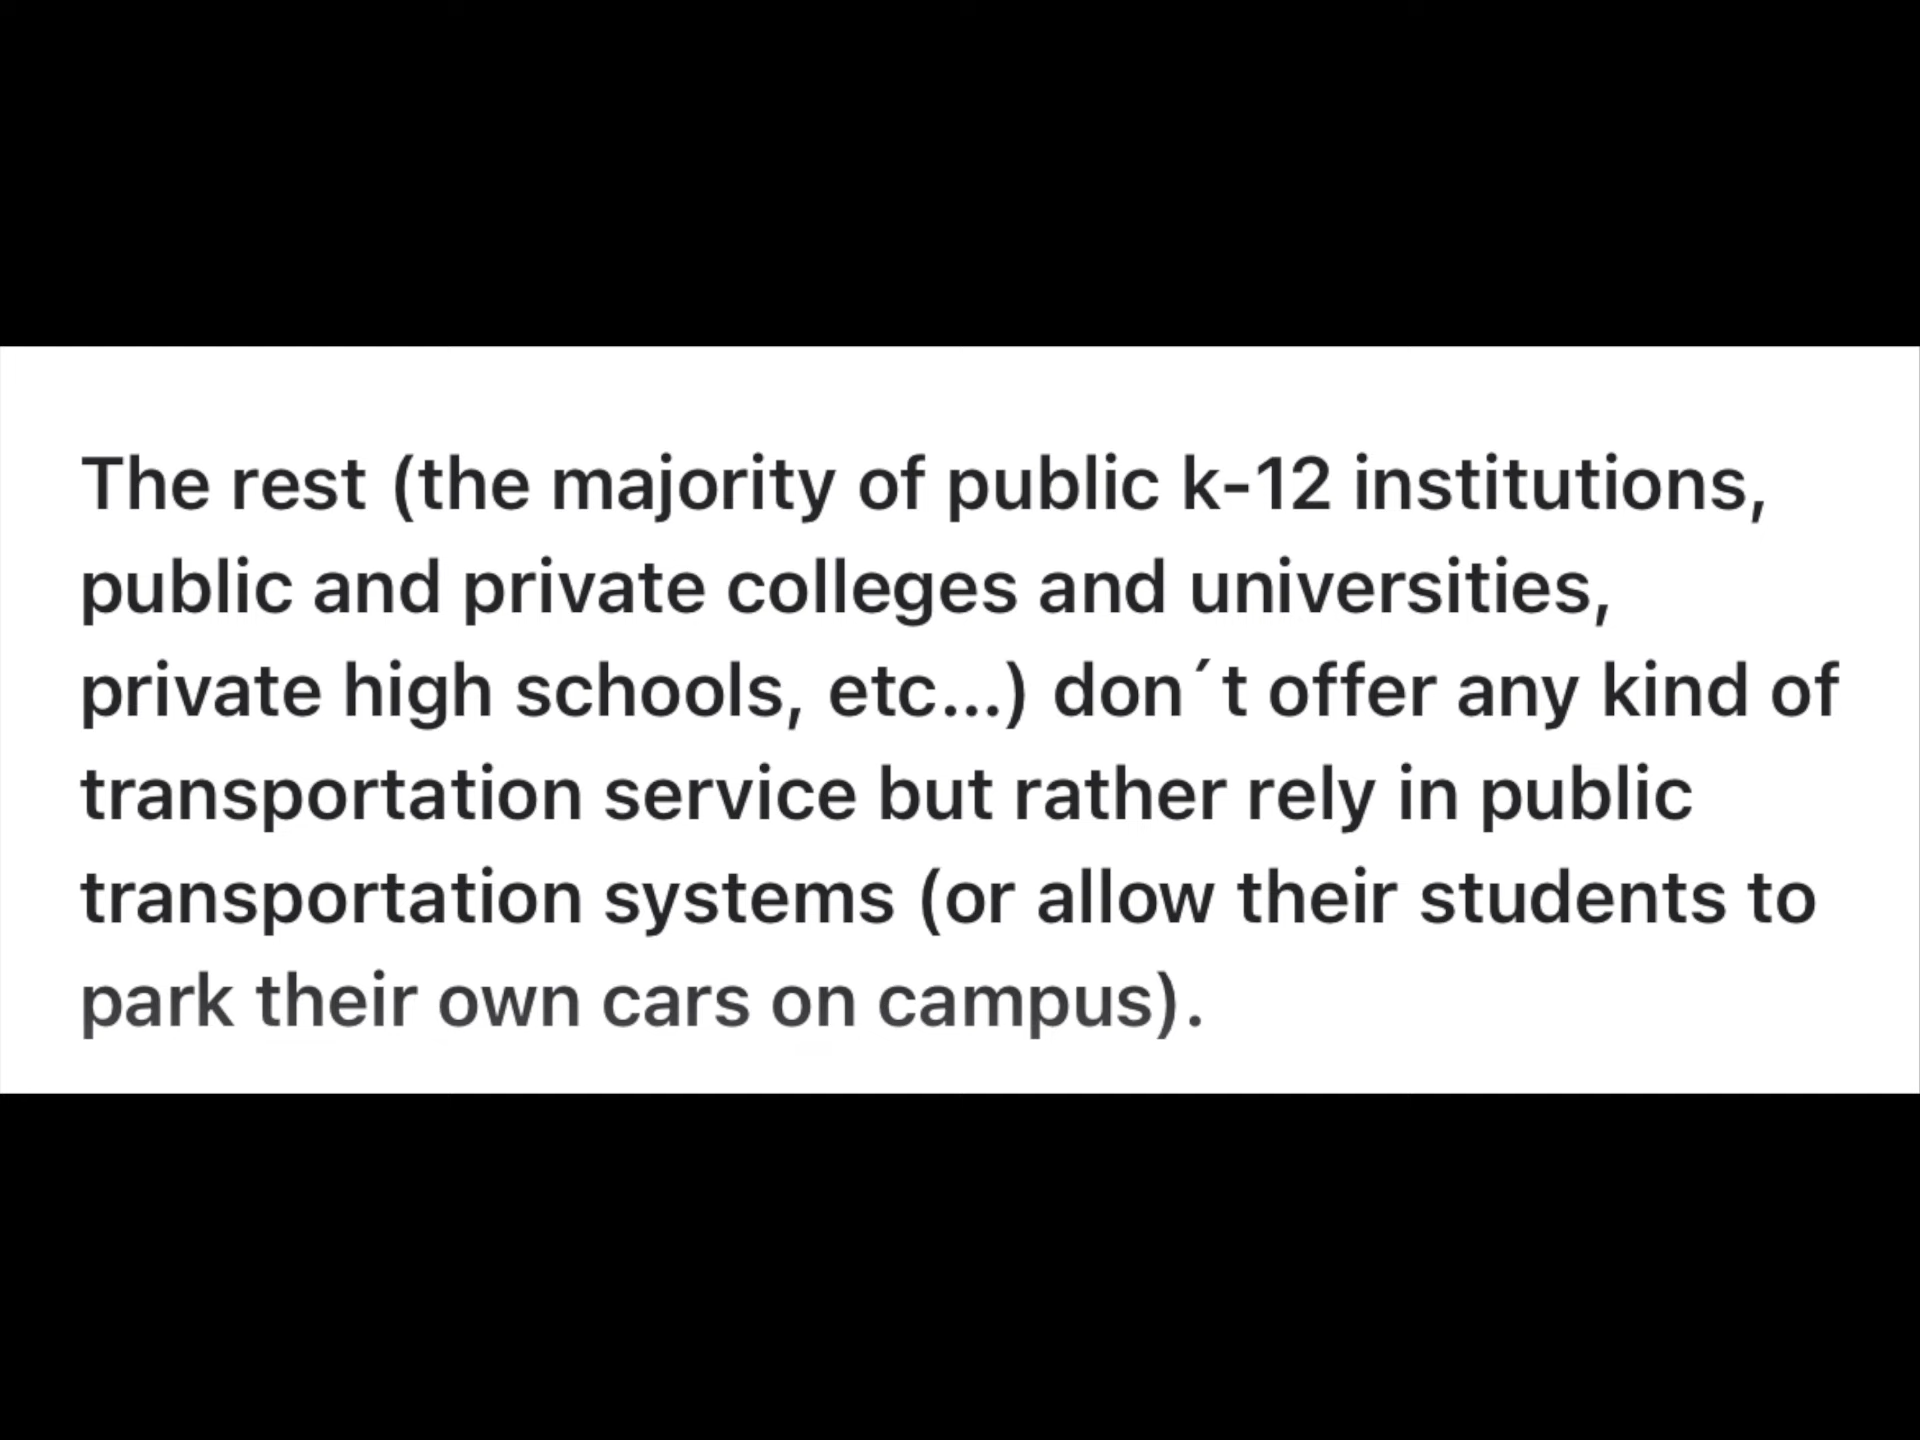 The rest (the majority of public k-12 institutions,
public and private colleges and universities,
private high schools, etc...) don´t offer any kind of
transportation service but rather rely in public
transportation systems (or allow their students to
park their own cars on campus).